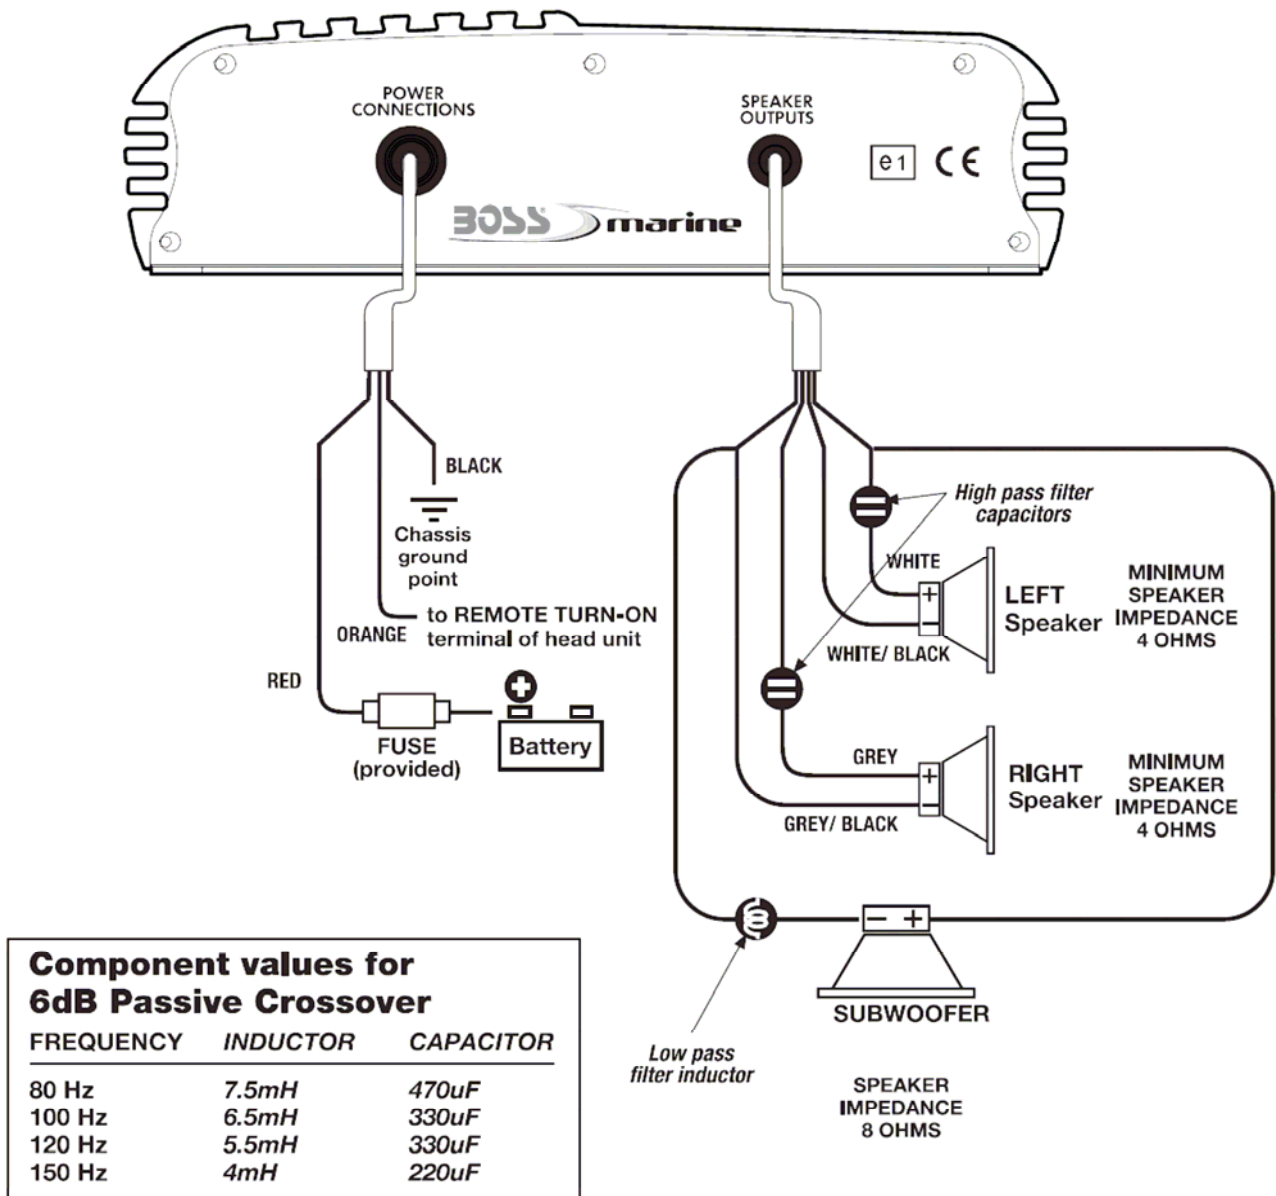 POWER
CONNECTIONS
SPEAKER
OUTPUTS
e1 CE
BOSS marine
BLACK
Chassis
ground
point
ORANGE
to REMOTE TURN-ON
terminal of head unit
RED
FUSE
(provided)
+
Battery
High pass filter
capacitors
WHITE
+
−
LEFT
Speaker
MINIMUM
SPEAKER
IMPEDANCE
4 OHMS
WHITE/ BLACK
GREY
+
−
RIGHT
Speaker
MINIMUM
SPEAKER
IMPEDANCE
4 OHMS
GREY/ BLACK
− +
SUBWOOFER
Low pass
filter inductor
SPEAKER
IMPEDANCE
8 OHMS
Component values for
6dB Passive Crossover
FREQUENCY INDUCTOR CAPACITOR
80 Hz 7.5mH 470uF
100 Hz 6.5mH 330uF
120 Hz 5.5mH 330uF
150 Hz 4mH 220uF